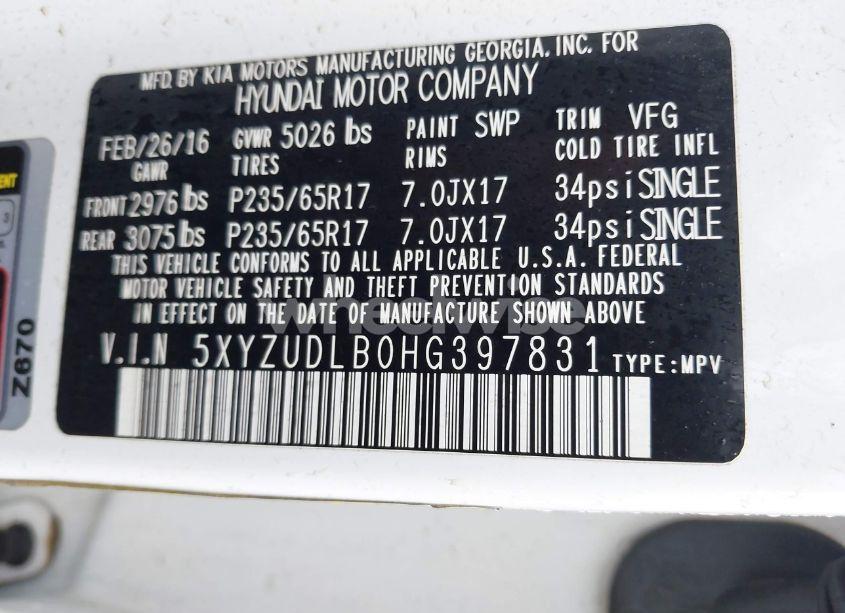 MFD. BY KIA MOTORS MANUFACTURING GEORGIA, INC. FOR
HYUNDAI MOTOR COMPANY
FEB/26/16 GVWR 5026 lbs PAINT SWP TRIM VFG
GAWR TIRES RIMS COLD TIRE INFL
FRONT 2976 lbs P235/65R17 7.0JX17 34psi SINGLE
REAR 3075 lbs P235/65R17 7.0JX17 34psi SINGLE
THIS VEHICLE CONFORMS TO ALL APPLICABLE U.S.A. FEDERAL
MOTOR VEHICLE SAFETY AND THEFT PREVENTION STANDARDS
IN EFFECT ON THE DATE OF MANUFACTURE SHOWN ABOVE
wheelwise
V.I.N 5XYZUDLB0HG397831 TYPE:MPV
Z670